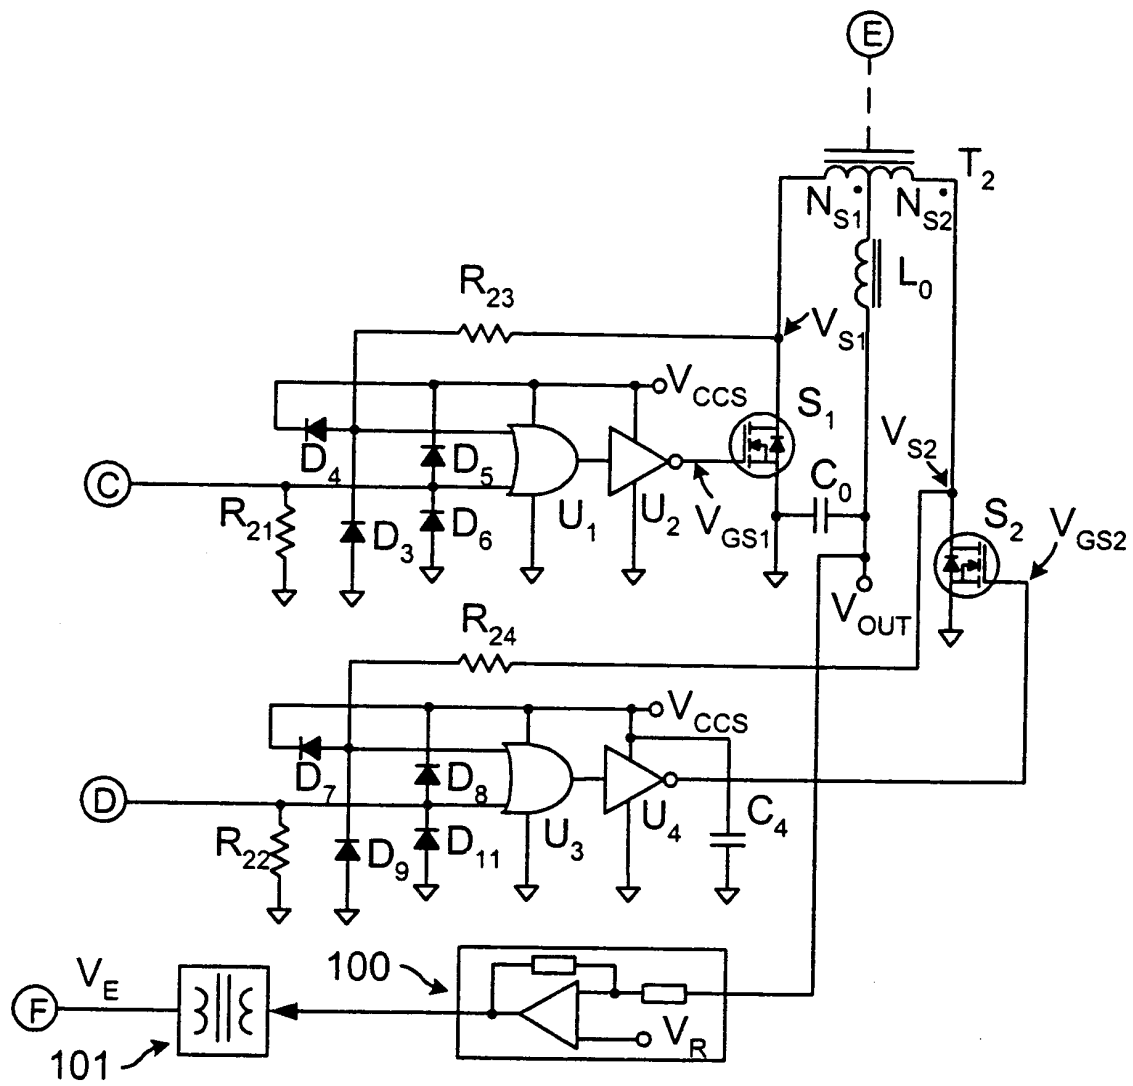 E
T2
NS1
NS2
L0
R23
VS1
VCCS
S1
D4
D5
VS2
C
C0
R21
D3
D6
U1
U2
VGS1
S2
VGS2
VOUT
R24
VCCS
D7
D8
D
U3
U4
C4
R22
D9
D11
100
VE
F
VR
101